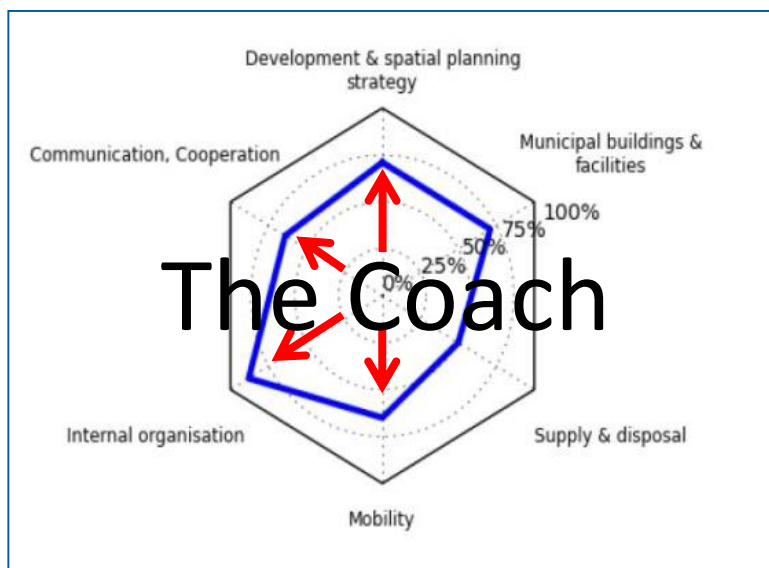 Development & spatial planning
strategy
Municipal buildings &
facilities
Communication, Cooperation
100%
75%
50%
25%
0%
The Coach
Internal organisation
Supply & disposal
Mobility